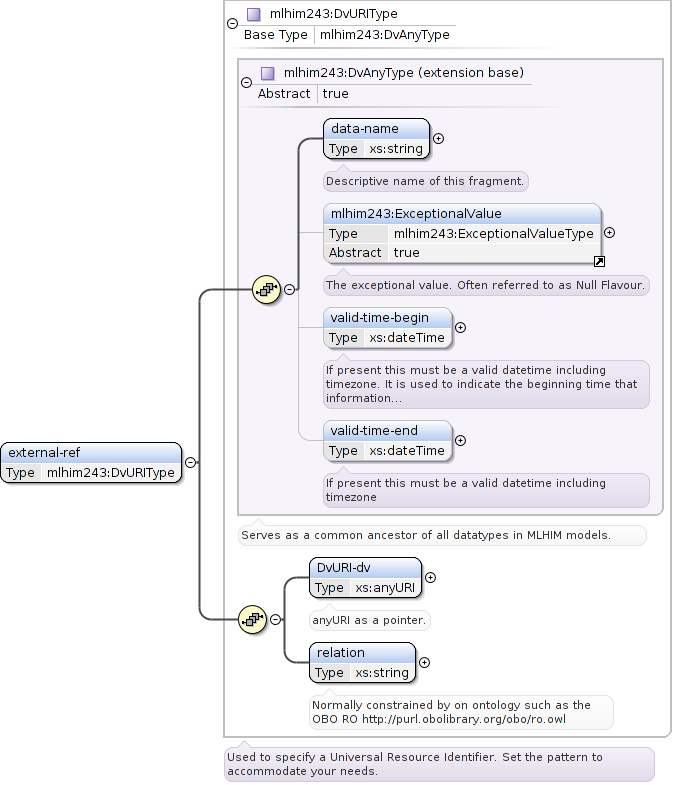 mlhim243:DvURIType
Base Type mlhim243:DvAnyType
mlhim243:DvAnyType (extension base)
Abstract true
data-name
Type xs:string
Descriptive name of this fragment.
mlhim243:ExceptionalValue
Type mlhim243:ExceptionalValueType
Abstract true
The exceptional value. Often referred to as Null Flavour.
valid-time-begin
Type xs:dateTime
If present this must be a valid datetime including
timezone. It is used to indicate the beginning time that
information...
valid-time-end
Type xs:dateTime
If present this must be a valid datetime including
timezone
external-ref
Type mlhim243:DvURIType
Serves as a common ancestor of all datatypes in MLHIM models.
DvURI-dv
Type xs:anyURI
anyURI as a pointer.
relation
Type xs:string
Normally constrained by on ontology such as the
OBO RO http://purl.obolibrary.org/obo/ro.owl
Used to specify a Universal Resource Identifier. Set the pattern to
accommodate your needs.